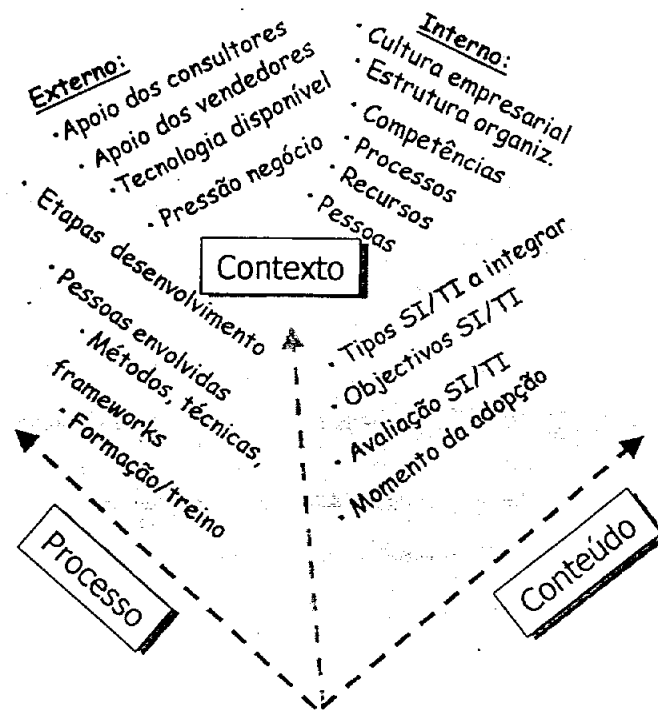 Externo:
· Apoio dos consultores
· Apoio dos vendedores
· Tecnologia disponível
· Pressão negócio
Interno:
· Cultura empresarial
· Estrutura organiz.
· Competências
· Processos
· Recursos
· Pessoas
Contexto
· Etapas desenvolvimento
· Pessoas envolvidas
· Métodos, técnicas,
frameworks
· Formação/treino
Processo
· Tipos SI/TI a integrar
· Objectivos SI/TI
· Avaliação SI/TI
· Momento da adopção
Conteúdo